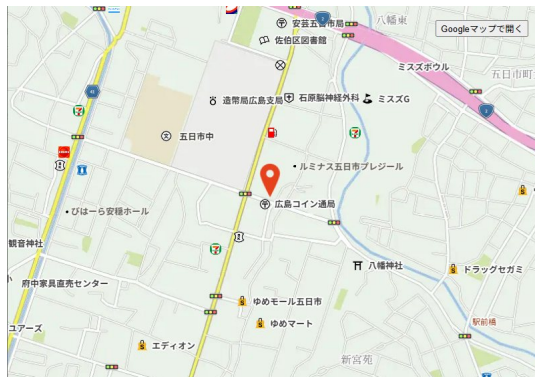 安芸五日市局
八幡東
佐伯区図書館
Googleマップで開く
ミスズボウル
五日市町
造幣局広島支局
石原脳神経外科
ミスズG
五日市中
ルミナス五日市プレジール
びはーら安穏ホール
広島コイン通局
観音神社
八幡神社
ドラッグセガミ
府中家具直売センター
ゆめモール五日市
ユアーズ
ゆめマート
駅前橋
エディオン
新宮苑